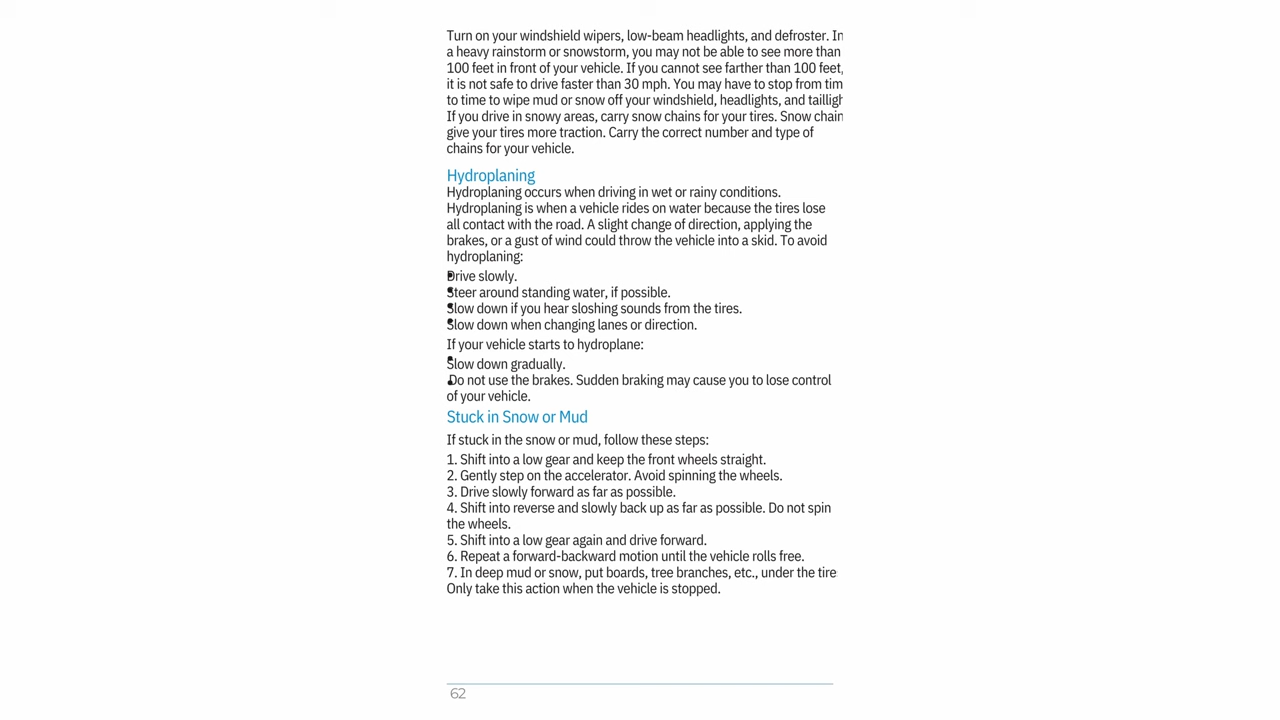 Turn on your windshield wipers, low-beam headlights, and defroster. In
a heavy rainstorm or snowstorm, you may not be able to see more than
100 feet in front of your vehicle. If you cannot see farther than 100 feet,
it is not safe to drive faster than 30 mph. You may have to stop from tim
to time to wipe mud or snow off your windshield, headlights, and tailligh
If you drive in snowy areas, carry snow chains for your tires. Snow chain
give your tires more traction. Carry the correct number and type of
chains for your vehicle.
Hydroplaning
Hydroplaning occurs when driving in wet or rainy conditions.
Hydroplaning is when a vehicle rides on water because the tires lose
all contact with the road. A slight change of direction, applying the
brakes, or a gust of wind could throw the vehicle into a skid. To avoid
hydroplaning:
• Drive slowly.
• Steer around standing water, if possible.
• Slow down if you hear sloshing sounds from the tires.
• Slow down when changing lanes or direction.
If your vehicle starts to hydroplane:
• Slow down gradually.
• Do not use the brakes. Sudden braking may cause you to lose control
of your vehicle.
Stuck in Snow or Mud
If stuck in the snow or mud, follow these steps:
1. Shift into a low gear and keep the front wheels straight.
2. Gently step on the accelerator. Avoid spinning the wheels.
3. Drive slowly forward as far as possible.
4. Shift into reverse and slowly back up as far as possible. Do not spin
the wheels.
5. Shift into a low gear again and drive forward.
6. Repeat a forward-backward motion until the vehicle rolls free.
7. In deep mud or snow, put boards, tree branches, etc., under the tire
Only take this action when the vehicle is stopped.
62